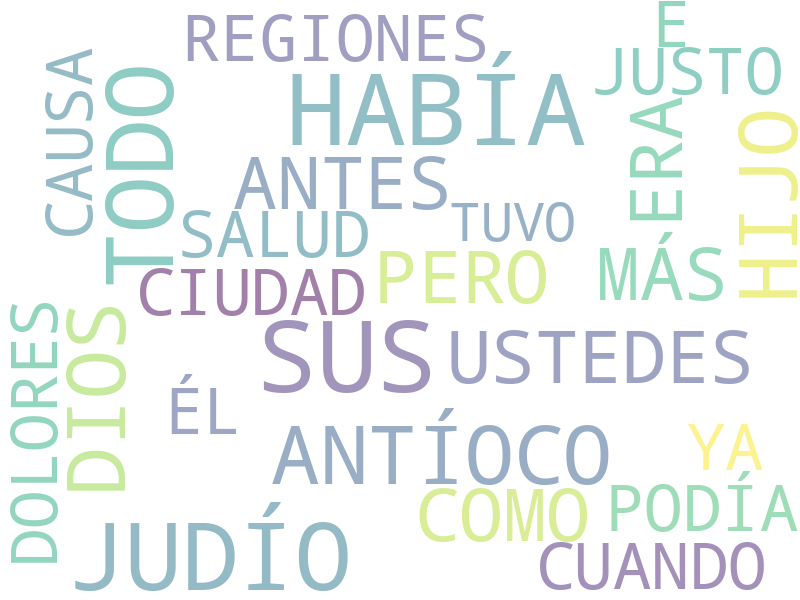 E
REGIONES
JUSTO
CAUSA
TODO
HABÍA
ERA
HIJO
ANTES
TUVO
SALUD
PERO
MÁS
CIUDAD
DOLORES
DIOS
SUS
USTEDES
ÉL
ANTÍOCO
YA
COMO
PODÍA
JUDÍO
CUANDO